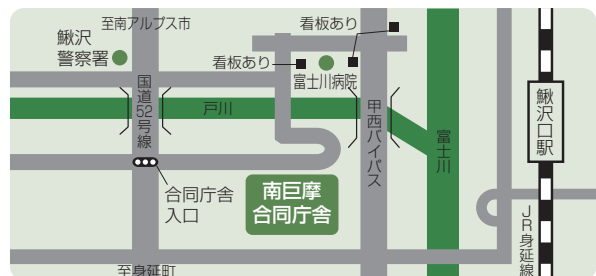 至南アルプス市
看板あり
鰍沢
警察署
看板あり
富士川病院
国道52号線
戸川
甲西バイパス
富士川
鰍沢口駅
合同庁舎
入口
南巨摩
合同庁舎
JR身延線
至身延町